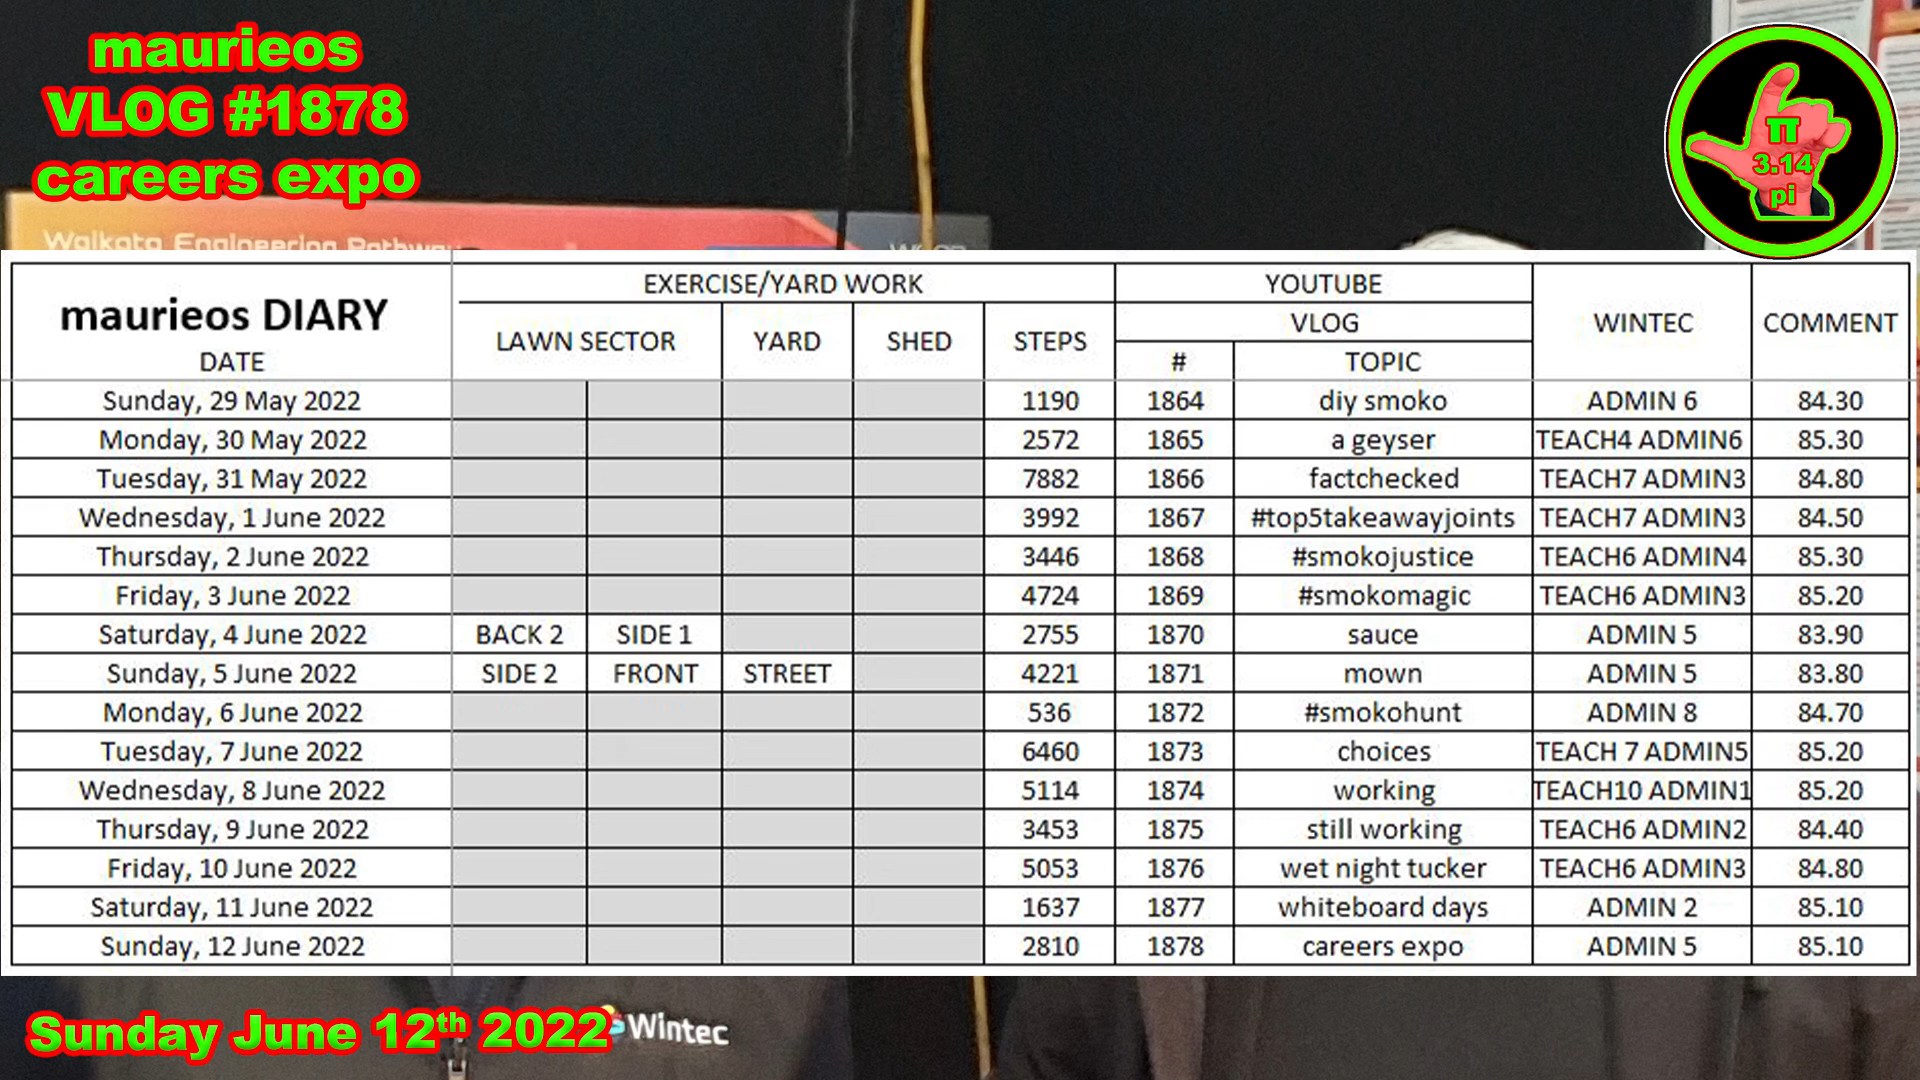 maurieos
VLOG #1878
careers expo
π
3.14
pi
Waikato Engineering Pathway
maurieos DIARY
DATE
EXERCISE/YARD WORK
YOUTUBE
WINTEC
COMMENT
LAWN SECTOR YARD SHED STEPS
VLOG
# TOPIC
Sunday, 29 May 2022 1190 1864 diy smoko ADMIN 6 84.30
Monday, 30 May 2022 2572 1865 a geyser TEACH4 ADMIN6 85.30
Tuesday, 31 May 2022 7882 1866 factchecked TEACH7 ADMIN3 84.80
Wednesday, 1 June 2022 3992 1867 #top5takeawayjoints TEACH7 ADMIN3 84.50
Thursday, 2 June 2022 3446 1868 #smokojustice TEACH6 ADMIN4 85.30
Friday, 3 June 2022 4724 1869 #smokomagic TEACH6 ADMIN3 85.20
Saturday, 4 June 2022 BACK 2 SIDE 1 2755 1870 sauce ADMIN 5 83.90
Sunday, 5 June 2022 SIDE 2 FRONT STREET 4221 1871 mown ADMIN 5 83.80
Monday, 6 June 2022 536 1872 #smokohunt ADMIN 8 84.70
Tuesday, 7 June 2022 6460 1873 choices TEACH 7 ADMIN5 85.20
Wednesday, 8 June 2022 5114 1874 working TEACH10 ADMIN1 85.20
Thursday, 9 June 2022 3453 1875 still working TEACH6 ADMIN2 84.40
Friday, 10 June 2022 5053 1876 wet night tucker TEACH6 ADMIN3 84.80
Saturday, 11 June 2022 1637 1877 whiteboard days ADMIN 2 85.10
Sunday, 12 June 2022 2810 1878 careers expo ADMIN 5 85.10
Sunday June 12th 2022
Wintec